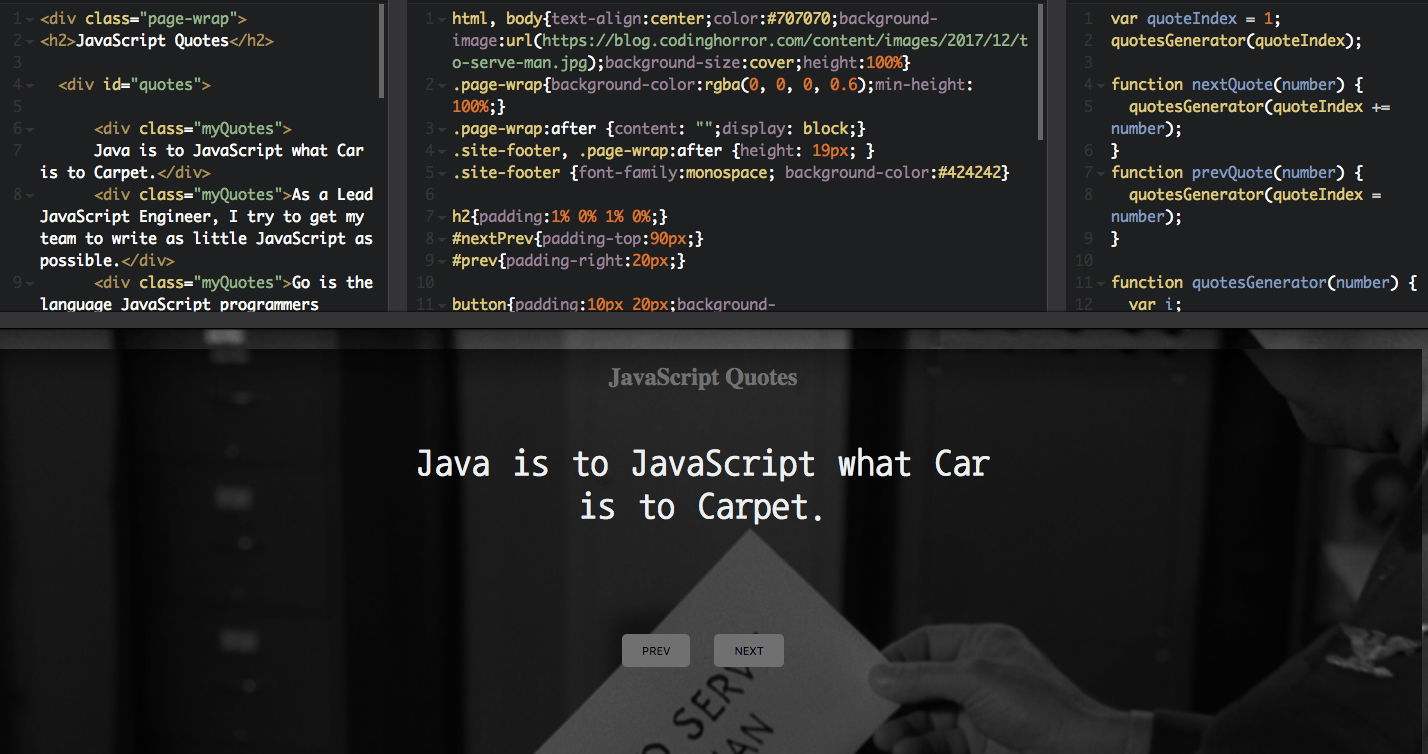 1 <div class="page-wrap">
2 <h2>JavaScript Quotes</h2>
3
4 <div id="quotes">
5
6 <div class="myQuotes">
7 Java is to JavaScript what Car
is to Carpet.</div>
8 <div class="myQuotes">As a Lead
JavaScript Engineer, I try to get my
team to write as little JavaScript as
possible.</div>
9 <div class="myQuotes">Go is the
language JavaScript programmers
1 html, body{text-align:center;color:#707070;background-
image:url(https://blog.codinghorror.com/content/images/2017/12/t
o-serve-man.jpg);background-size:cover;height:100%}
2 .page-wrap{background-color:rgba(0, 0, 0, 0.6);min-height:
100%;}
3 .page-wrap:after {content: "";display: block;}
4 .site-footer, .page-wrap:after {height: 19px; }
5 .site-footer {font-family:monospace; background-color:#424242}
6
7 h2{padding:1% 0% 1% 0%;}
8 #nextPrev{padding-top:90px;}
9 #prev{padding-right:20px;}
10
11 button{padding:10px 20px;background-
1 var quoteIndex = 1;
2 quotesGenerator(quoteIndex);
3
4 function nextQuote(number) {
5 quotesGenerator(quoteIndex +=
number);
6 }
7 function prevQuote(number) {
8 quotesGenerator(quoteIndex =
number);
9 }
10
11 function quotesGenerator(number) {
12 var i;
JavaScript Quotes
Java is to JavaScript what Car
is to Carpet.
PREV NEXT
O SERV
MAN